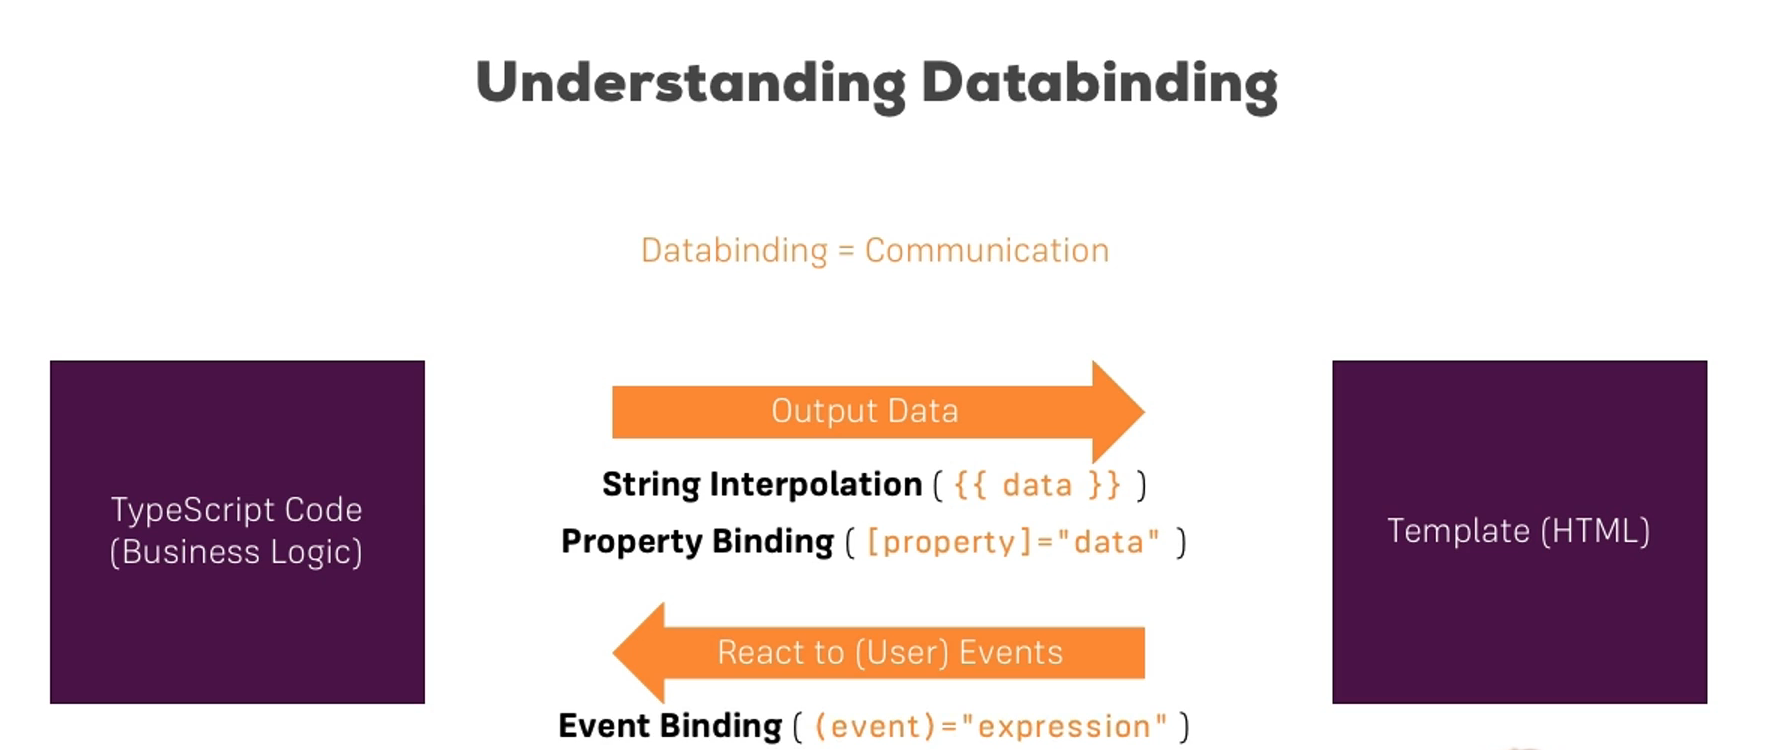 Understanding Databinding
Databinding = Communication
TypeScript Code
(Business Logic)
Output Data
String Interpolation ( {{ data }} )
Property Binding ( [property]="data" )
React to (User) Events
Event Binding ( (event)="expression" )
Template (HTML)